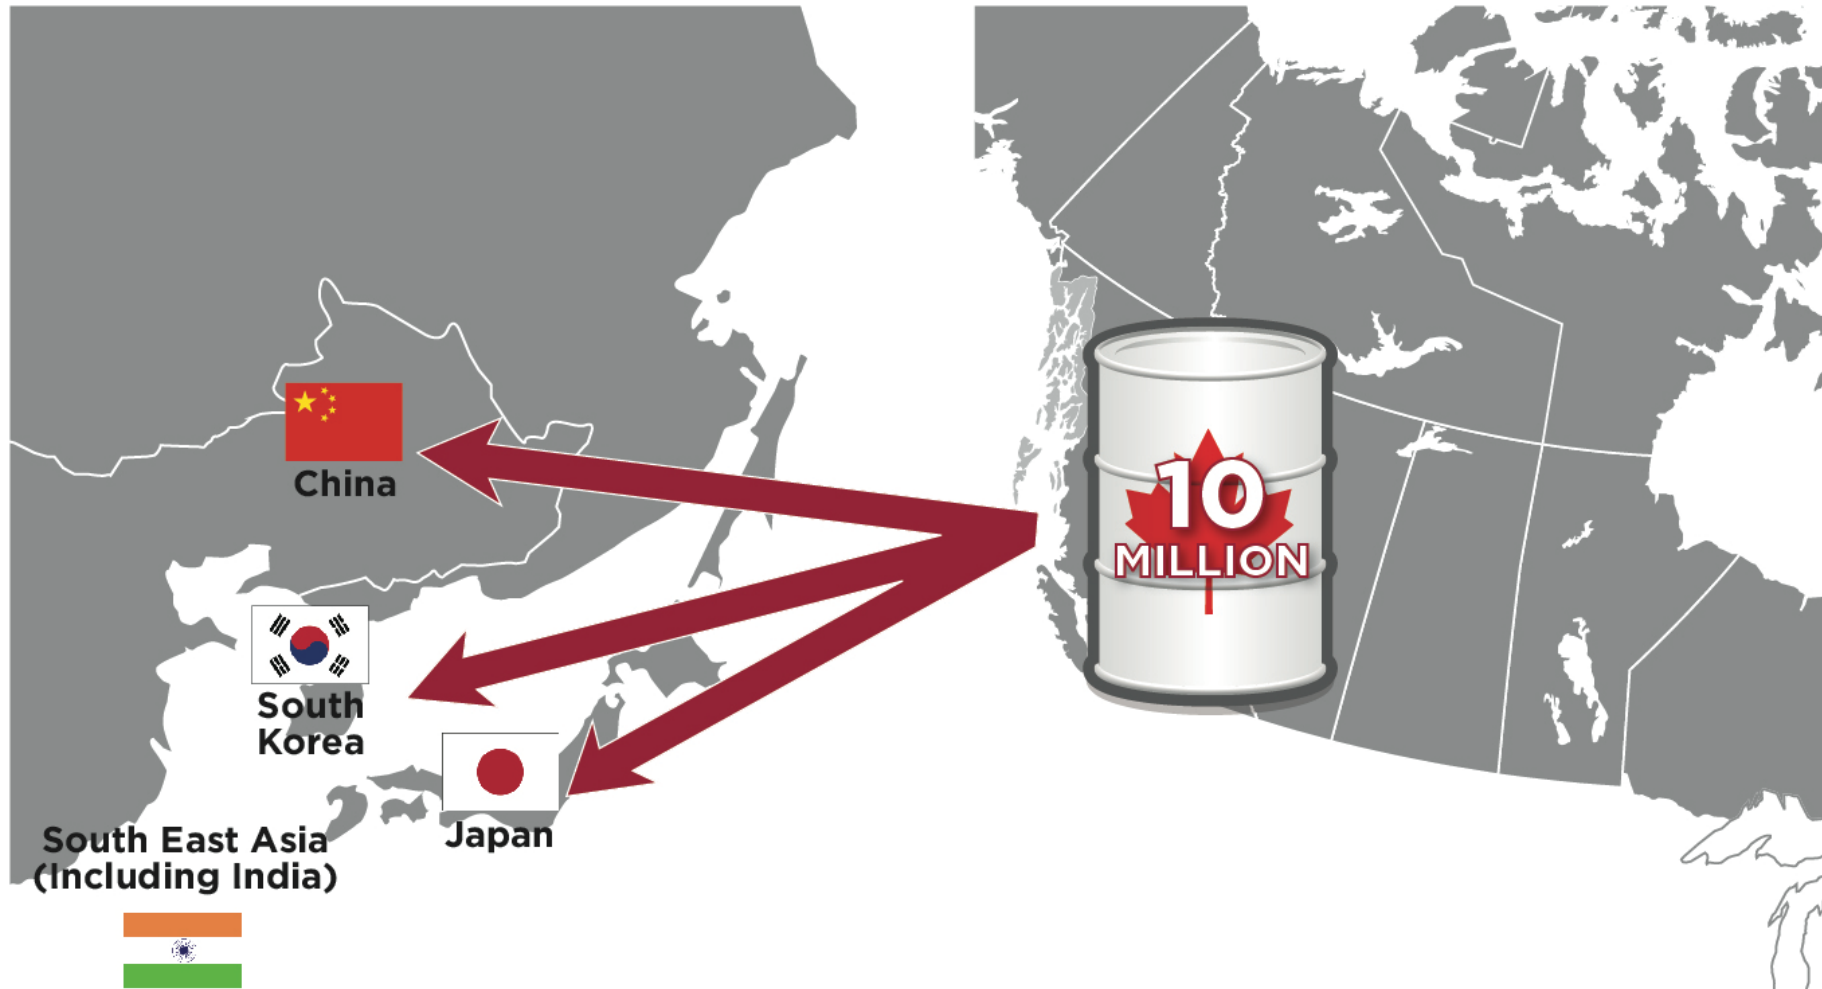 10
MILLION
China
South
Korea
Japan
South East Asia
(Including India)